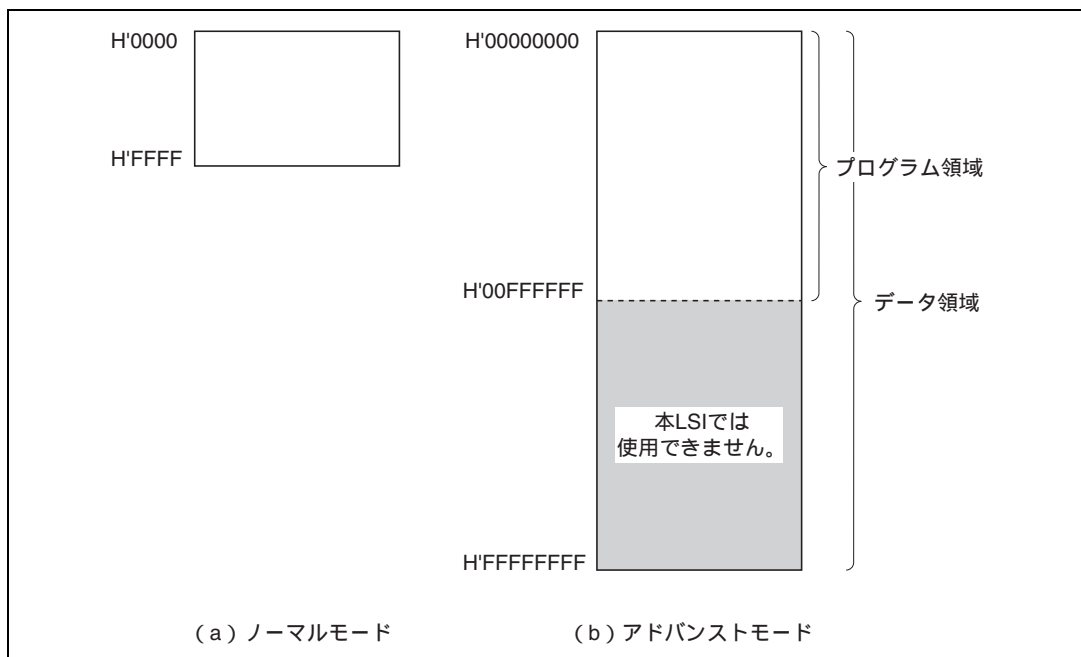 H'0000
H'FFFF
H'00000000
H'00FFFFFF
H'FFFFFFFF
プログラム領域
データ領域
本LSIでは
使用できません。
（a）ノーマルモード
（b）アドバンストモード